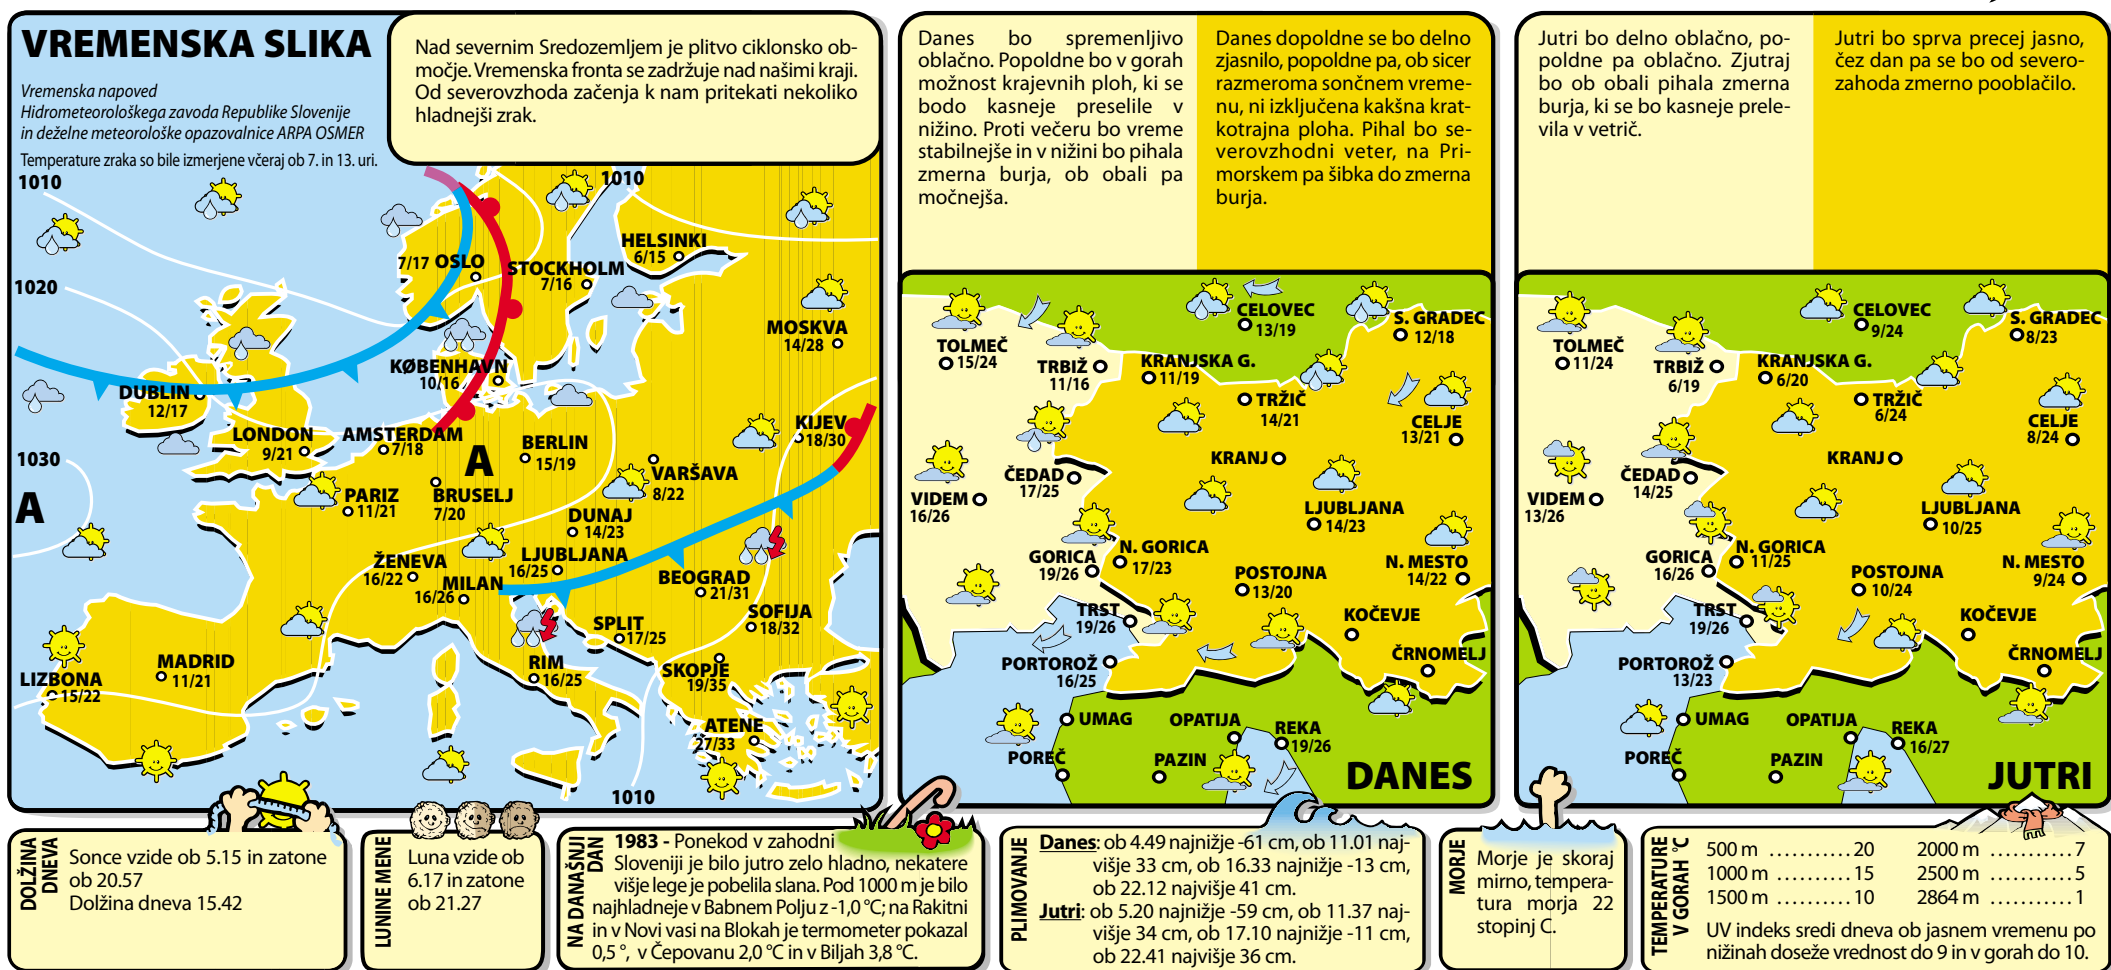 VREMENSKA SLIKA
Vremenska napoved
Hidrometeorološkega zavoda Republike Slovenije
in deželne meteorološke opazovalnice ARPA OSMER
Temperature zraka so bile izmerjene včeraj ob 7. in 13. uri.
Nad severnim Sredozemljem je plitvo ciklonsko ob-
močje. Vremenska fronta se zadržuje nad našimi kraji.
Od severovzhoda začenja k nam pritekati nekoliko
hladnejši zrak.
1010
1010
1020
1030
1010
A
A
7/17 OSLO
STOCKHOLM
7/16
HELSINKI
6/15
MOSKVA
14/28
KØBENHAVN
10/16
DUBLIN
12/17
LONDON
9/21
AMSTERDAM
7/18
BERLIN
15/19
KIJEV
18/30
VARŠAVA
8/22
PARIZ
11/21
BRUSELJ
7/20
DUNAJ
14/23
ŽENEVA
16/22
LJUBLJANA
16/25
MILAN
16/26
BEOGRAD
21/31
SOFIJA
18/32
SPLIT
17/25
RIM
16/25
SKOPJE
19/35
ATENE
27/33
MADRID
11/21
LIZBONA
15/22
Danes bo spremenljivo
oblačno. Popoldne bo v gorah
možnost krajevnih ploh, ki se
bodo kasneje preselile v
nižino. Proti večeru bo vreme
stabilnejše in v nižini bo pihala
zmerna burja, ob obali pa
močnejša.
Danes dopoldne se bo delno
zjasnilo, popoldne pa, ob sicer
razmeroma sončnem vreme-
nu, ni izključena kakšna krat-
kotrajna ploha. Pihal bo se-
verovzhodni veter, na Pri-
morskem pa šibka do zmerna
burja.
CELOVEC
13/19
S. GRADEC
12/18
TOLMEČ
15/24
TRBIŽ
11/16
KRANJSKA G.
11/19
TRŽIČ
14/21
CELJE
13/21
KRANJ
ČEDAD
17/25
VIDEM
16/26
LJUBLJANA
14/23
GORICA
19/26
N. GORICA
17/23
POSTOJNA
13/20
N. MESTO
14/22
TRST
19/26
KOČEVJE
PORTOROŽ
16/25
ČRNOMELJ
UMAG
OPATIJA
REKA
19/26
POREČ
PAZIN
DANES
Jutri bo delno oblačno, po-
poldne pa oblačno. Zjutraj
bo ob obali pihala zmerna
burja, ki se bo kasneje prele-
vila v vetrič.
Jutri bo sprva precej jasno,
čez dan pa se bo od severo-
zahoda zmerno pooblačilo.
CELOVEC
9/24
S. GRADEC
8/23
TOLMEČ
11/24
TRBIŽ
6/19
KRANJSKA G.
6/20
TRŽIČ
6/24
CELJE
8/24
KRANJ
ČEDAD
14/25
VIDEM
13/26
LJUBLJANA
10/25
GORICA
16/26
N. GORICA
11/25
POSTOJNA
10/24
N. MESTO
9/24
TRST
19/26
KOČEVJE
PORTOROŽ
13/23
ČRNOMELJ
UMAG
OPATIJA
REKA
16/27
POREČ
PAZIN
JUTRI
DOLŽINA
DNEVA
Sonce vzide ob 5.15 in zatone
ob 20.57
Dolžina dneva 15.42
LUNINE MENE
Luna vzide ob
6.17 in zatone
ob 21.27
NA DANAŠNJI
DAN
1983 - Ponekod v zahodni
Sloveniji je bilo jutro zelo hladno, nekatere
višje lege je pobelila slana. Pod 1000 m je bilo
najhladneje v Babnem Polju z -1,0 °C; na Rakitni
in v Novi vasi na Blokah je termometer pokazal
0,5 °, v Čepovanu 2,0 °C in v Biljah 3,8 °C.
PLIMOVANJE
Danes: ob 4.49 najnižje -61 cm, ob 11.01 naj-
višje 33 cm, ob 16.33 najnižje -13 cm,
ob 22.12 najvišje 41 cm.
Jutri: ob 5.20 najnižje -59 cm, ob 11.37 naj-
višje 34 cm, ob 17.10 najnižje -11 cm,
ob 22.41 najvišje 36 cm.
MORJE
Morje je skoraj
mirno, tempera-
tura morja 22
stopinj C.
TEMPERATURE
V GORAH °C
500 m ........... 20
1000 m .......... 15
1500 m .......... 10
2000 m ........... 7
2500 m ........... 5
2864 m ........... 1
UV indeks sredi dneva ob jasnem vremenu po
nižinah doseže vrednost do 9 in v gorah do 10.